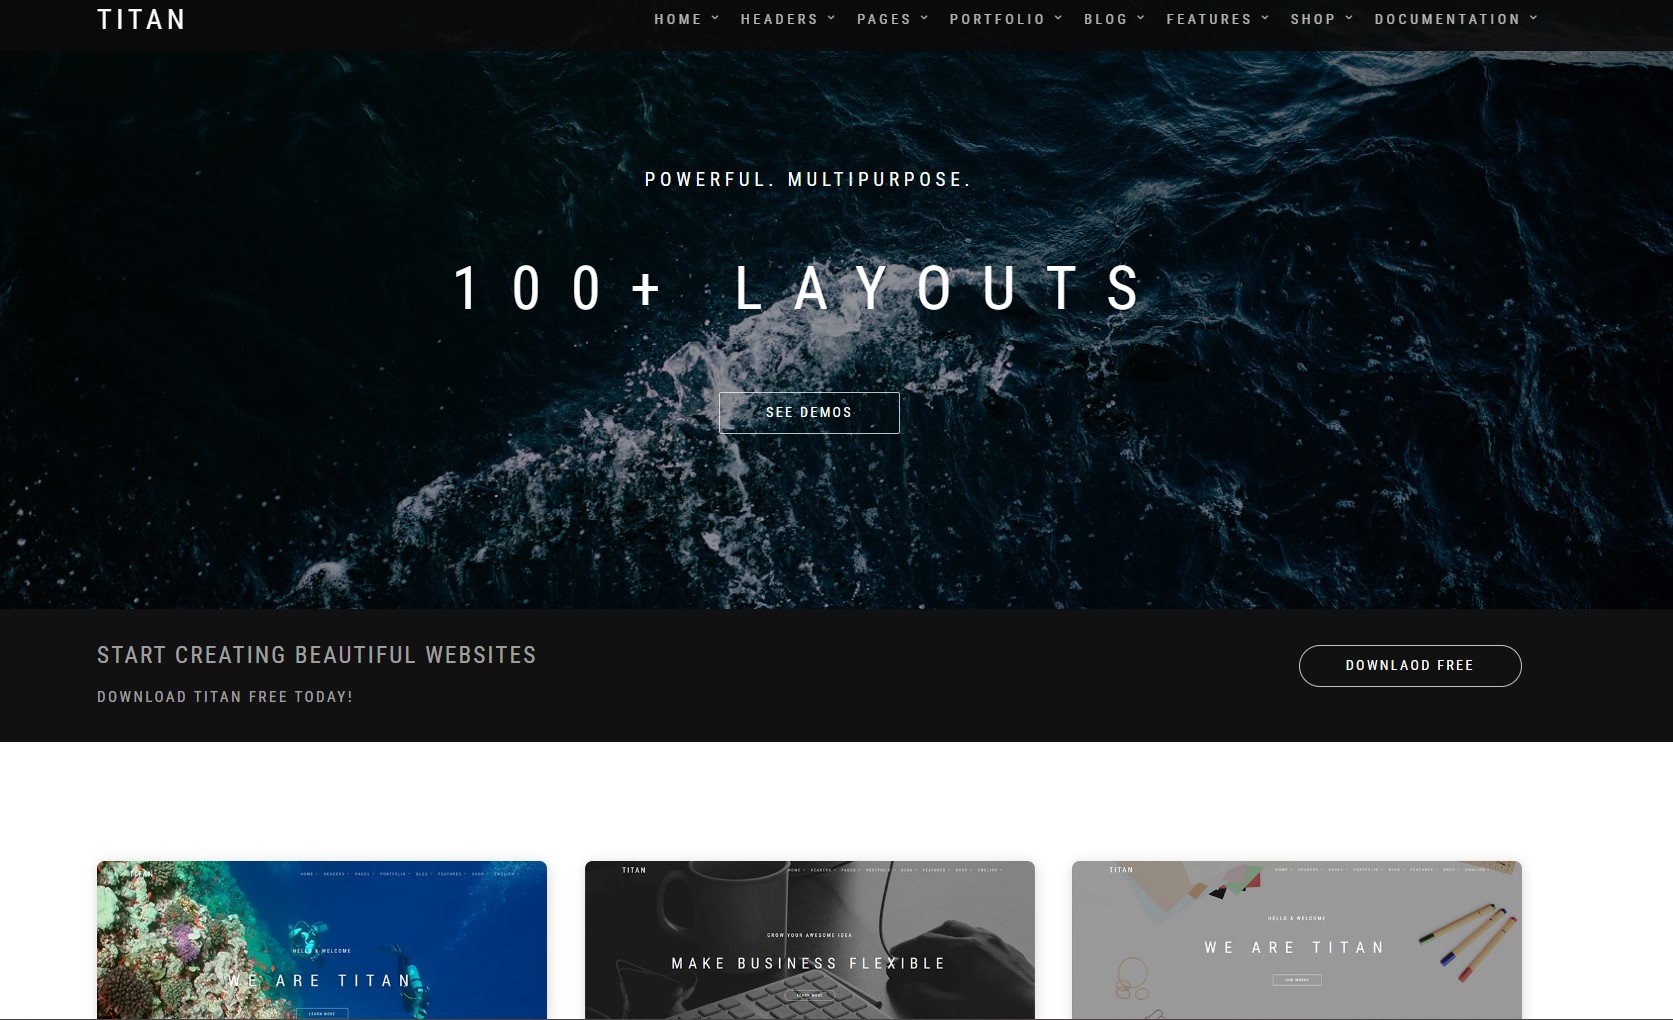 TITAN
HOME HEADERS PAGES PORTFOLIO BLOG FEATURES SHOP DOCUMENTATION
POWERFUL. MULTIPURPOSE.
100+ LAYOUTS
SEE DEMOS
START CREATING BEAUTIFUL WEBSITES
DOWNLOAD TITAN FREE TODAY!
DOWNLAOD FREE
TITAN
HOME HEADERS PAGES PORTFOLIO BLOG FEATURES SHOP ENGLISH
HELLO & WELCOME
WE ARE TITAN
LEARN MORE
TITAN
HOME HEADERS PAGES PORTFOLIO BLOG FEATURES SHOP ENGLISH
GROW YOUR AWESOME IDEA
MAKE BUSINESS FLEXIBLE
LEARN MORE
TITAN
HOME HEADERS PAGES PORTFOLIO BLOG FEATURES SHOP ENGLISH
HELLO & WELCOME
WE ARE TITAN
OUR WORKS